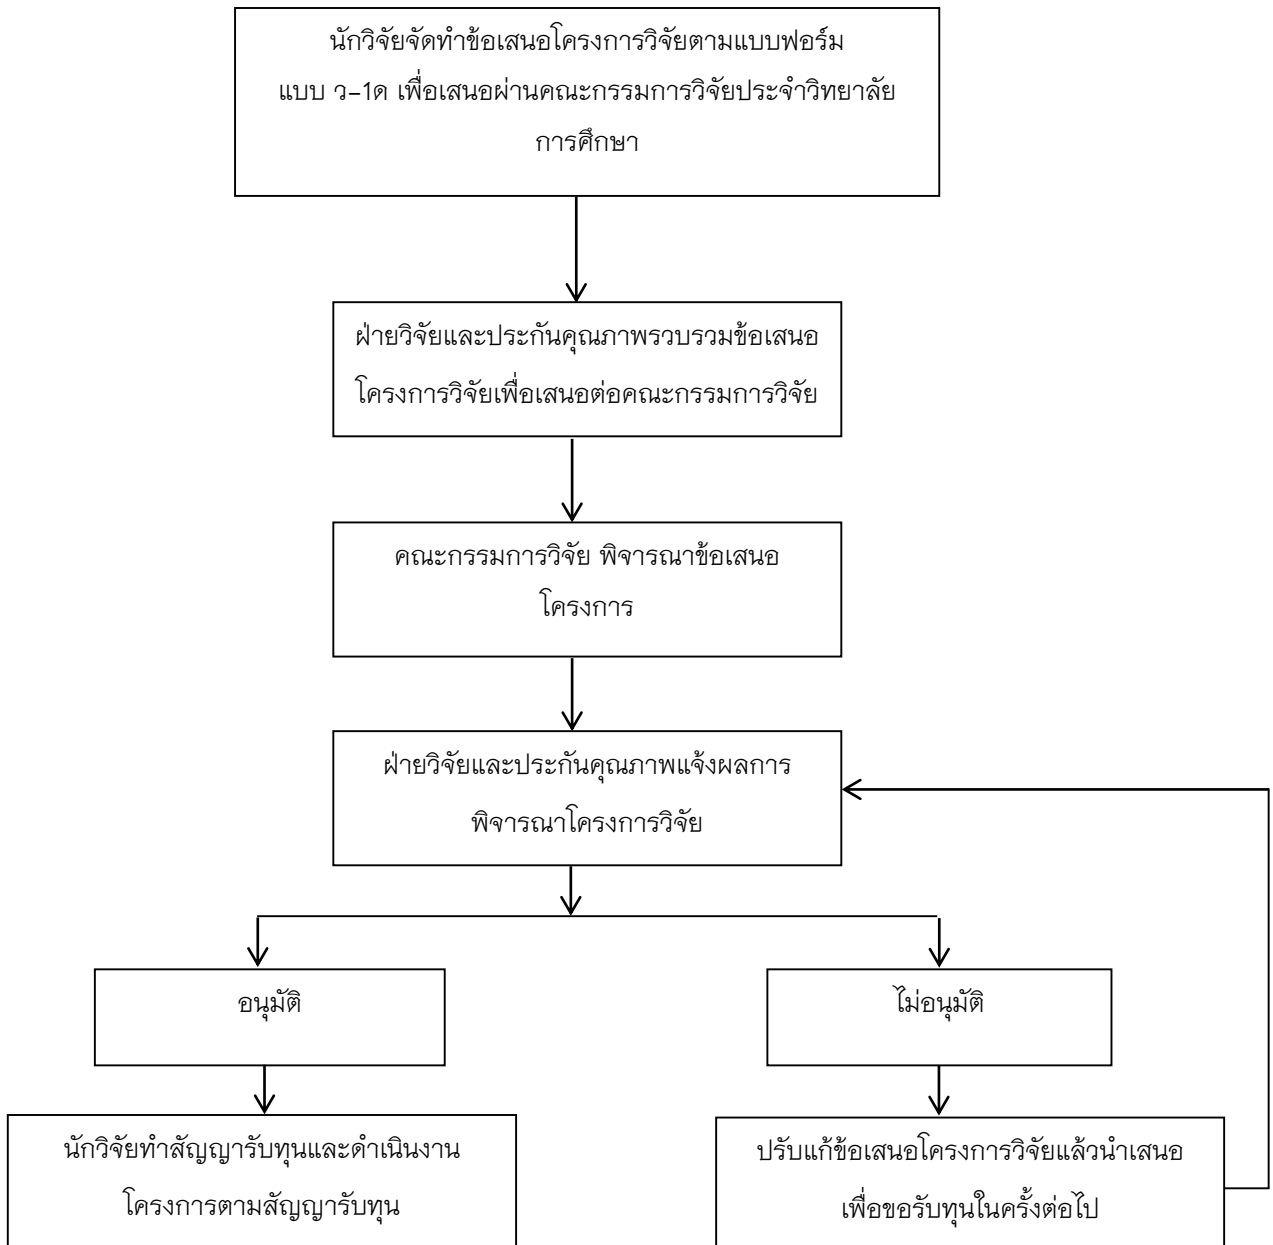 นักวิจัยจัดทำข้อเสนอโครงการวิจัยตามแบบฟอร์ม
แบบ ว-1ด เพื่อเสนอผ่านคณะกรรมการวิจัยประจำวิทยาลัย
การศึกษา
ฝ่ายวิจัยและประกันคุณภาพรวบรวมข้อเสนอ
โครงการวิจัยเพื่อเสนอต่อคณะกรรมการวิจัย
คณะกรรมการวิจัย พิจารณาข้อเสนอ
โครงการ
ฝ่ายวิจัยและประกันคุณภาพแจ้งผลการ
พิจารณาโครงการวิจัย
อนุมัติ
ไม่อนุมัติ
นักวิจัยทำสัญญารับทุนและดำเนินงาน
โครงการตามสัญญารับทุน
ปรับแก้ข้อเสนอโครงการวิจัยแล้วนำเสนอ
เพื่อขอรับทุนในครั้งต่อไป